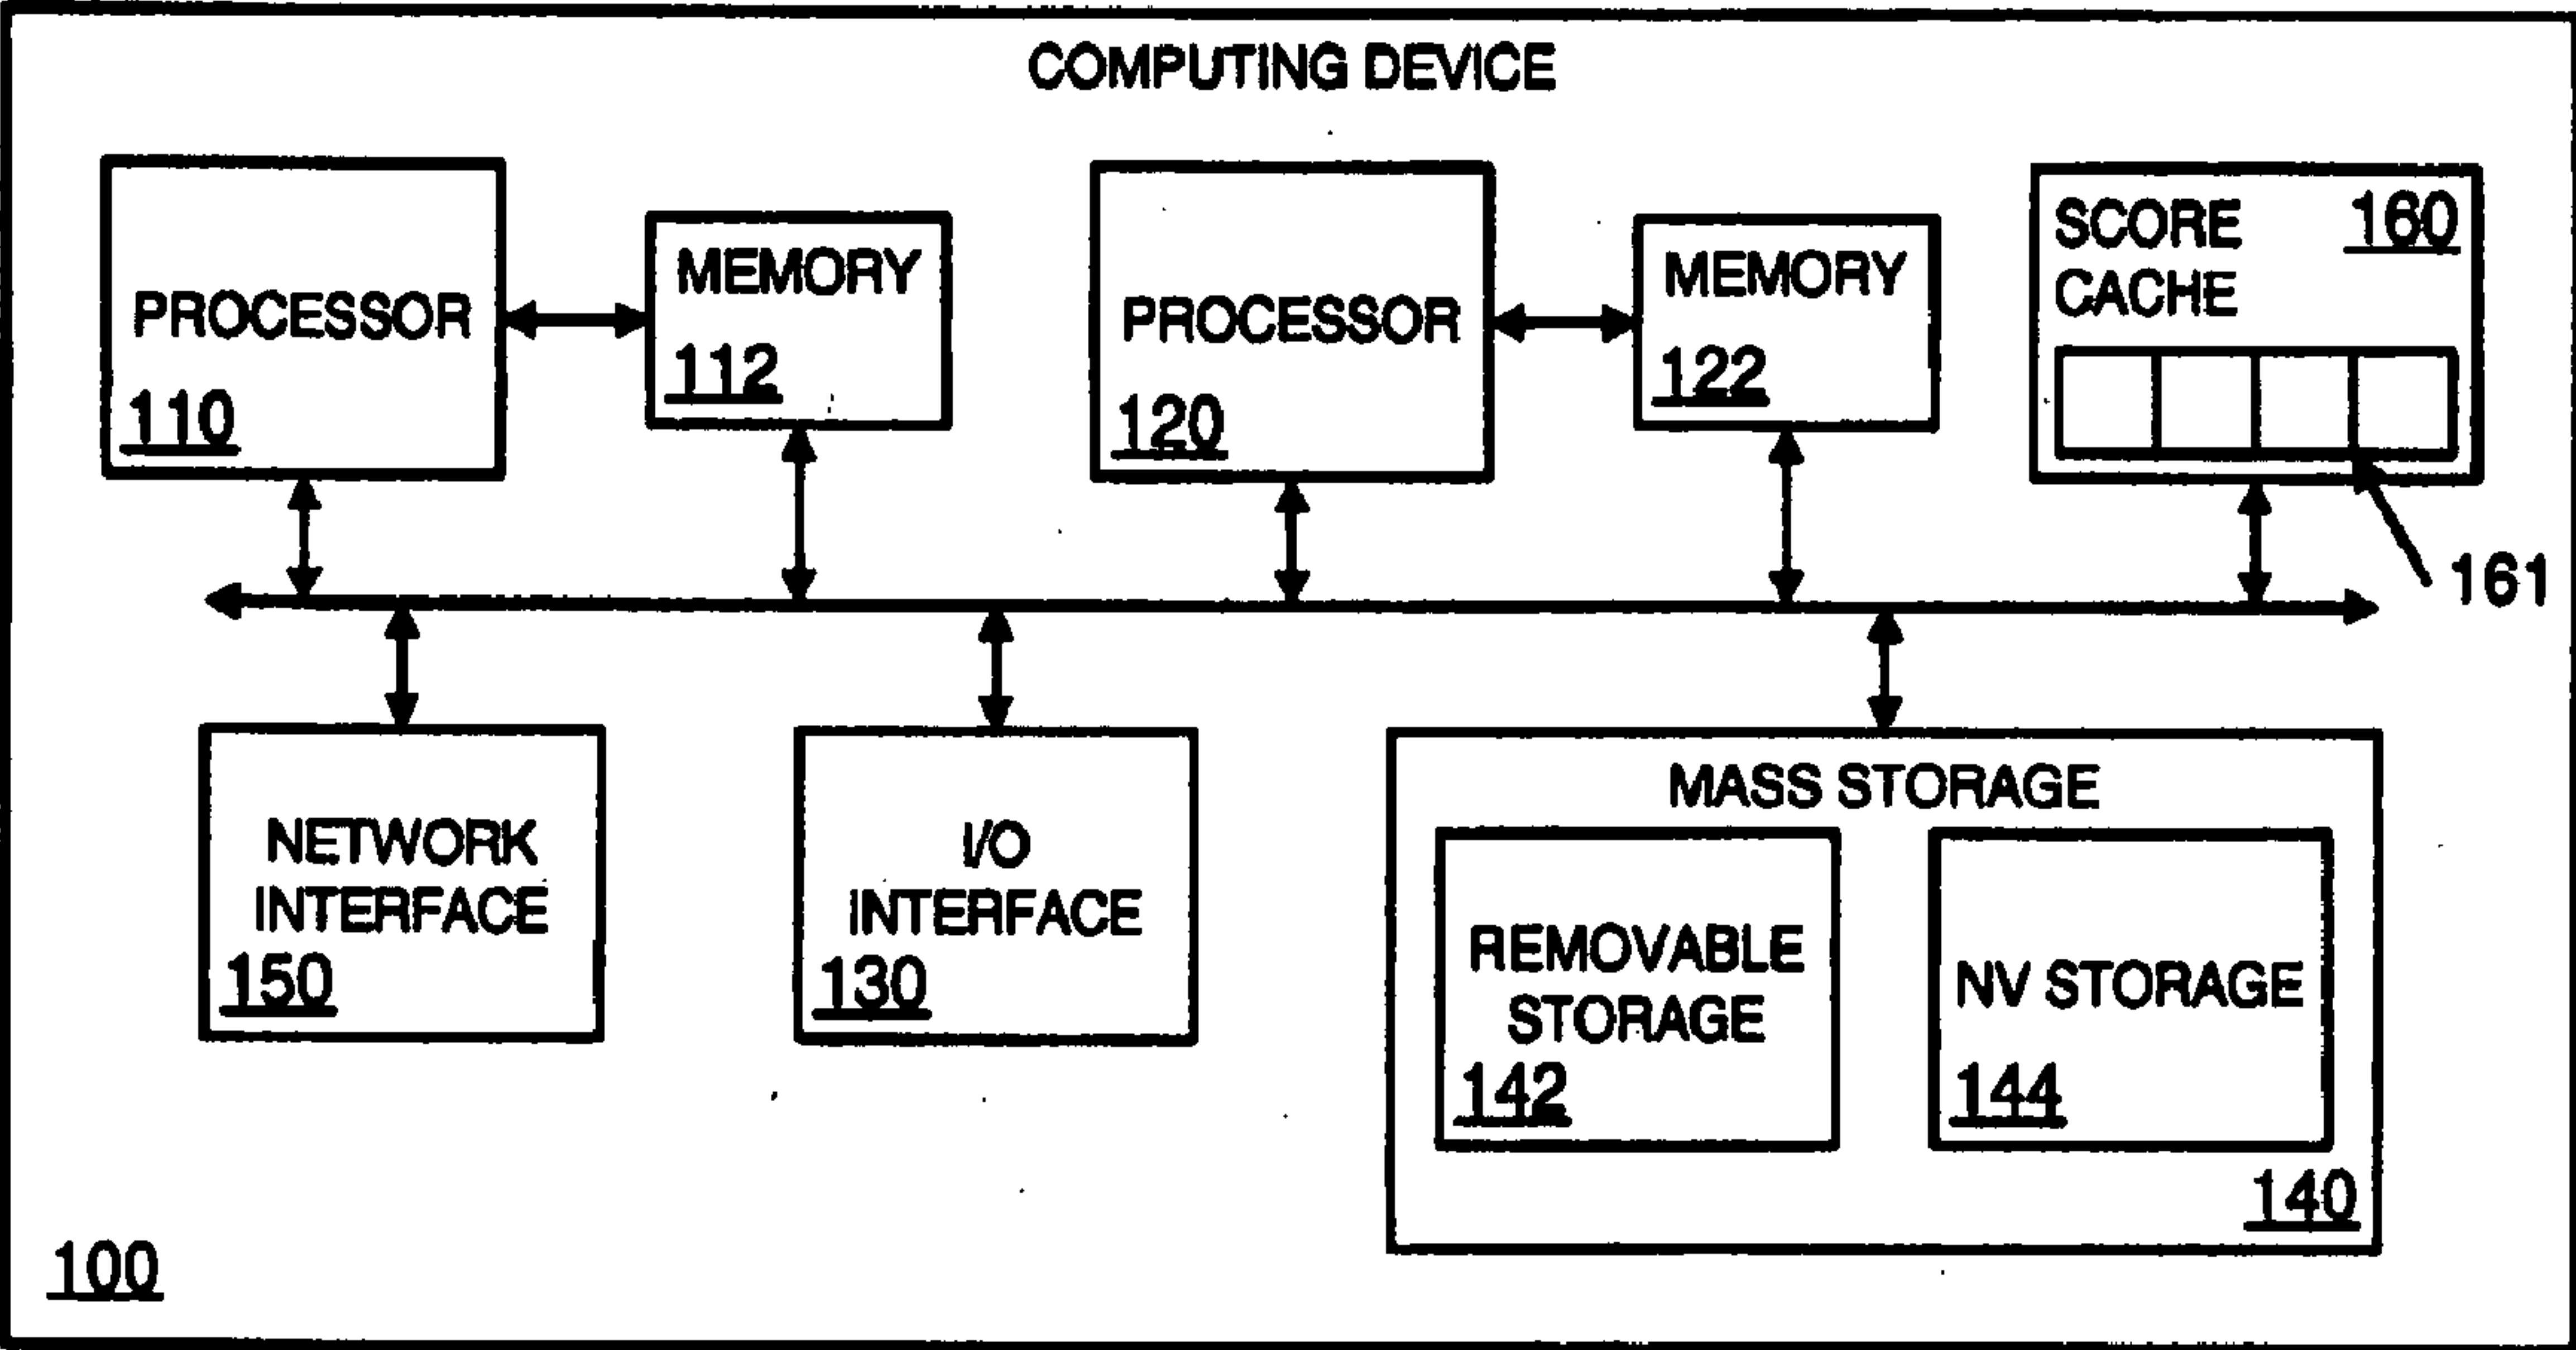 COMPUTING DEVICE
PROCESSOR
110
MEMORY
112
PROCESSOR
120
MEMORY
122
SCORE 160
CACHE
161
NETWORK
INTERFACE
150
I/O
INTERFACE
130
MASS STORAGE
REMOVABLE
STORAGE
142
NV STORAGE
144
140
100